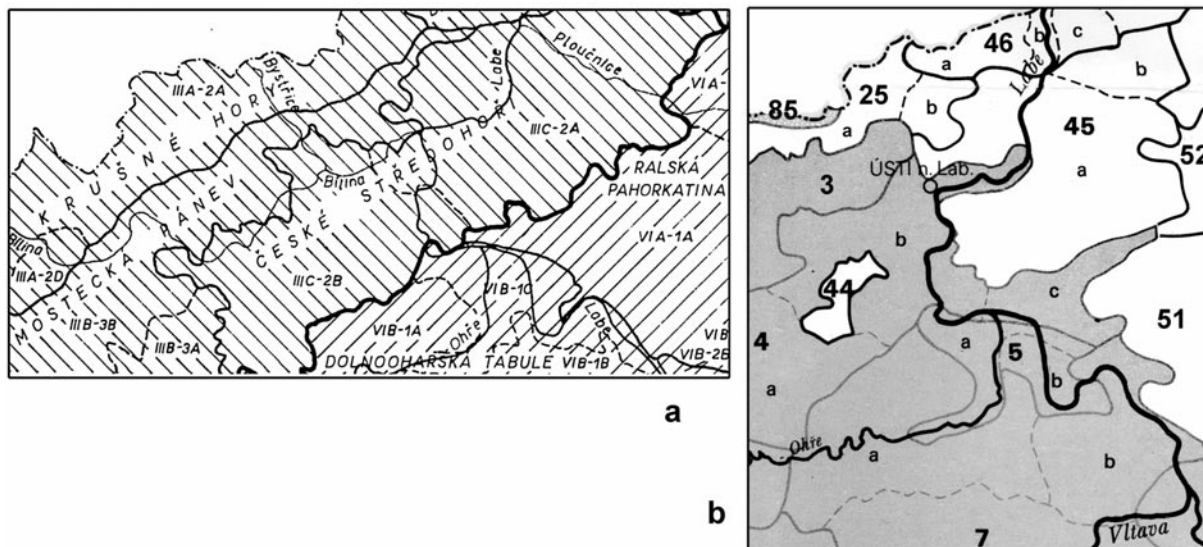 IIIA-2A
KRUŠNÉ HORY
Bystřice
Labe
Ploučnice
VIA-
IIIC-2A
RALSKÁ
PAHORKATINA
VIA-1A
MOSTECKÁ PÁNEV
Bílina
ČESKÉ STŘEDOHOŘÍ
Bílina
IIIA-2D
IIIB-3B
IIIB-3A
IIIC-2B
VIB-1C
VIB-1A
Ohře
Labe
VIB
DOLNOOHARSKÁ TABULE
VIB-1B
VIB-2B
a
46
b
c
a
Labe
b
25
b
85
a
45
52
3
ÚSTÍ n. Lab.
a
b
44
c
51
4
a
5
a
b
Ohře
a
b
7
Vltava
b